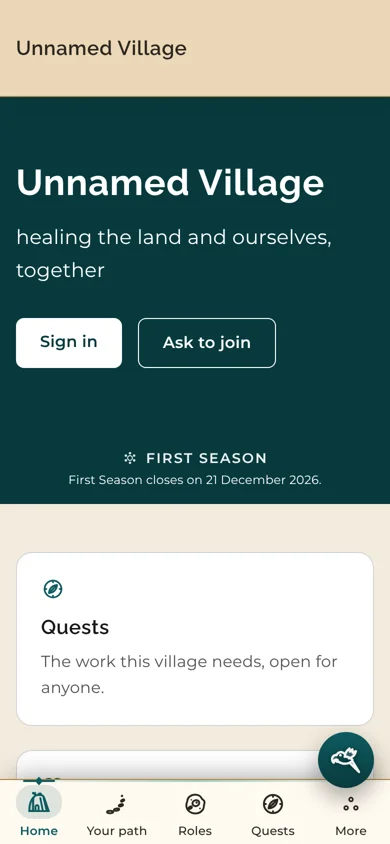 Unnamed Village
Unnamed Village
healing the land and ourselves,
together
Sign in
Ask to join
FIRST SEASON
First Season closes on 21 December 2026.
Quests
The work this village needs, open for
anyone.
Home
Your path
Roles
Quests
More